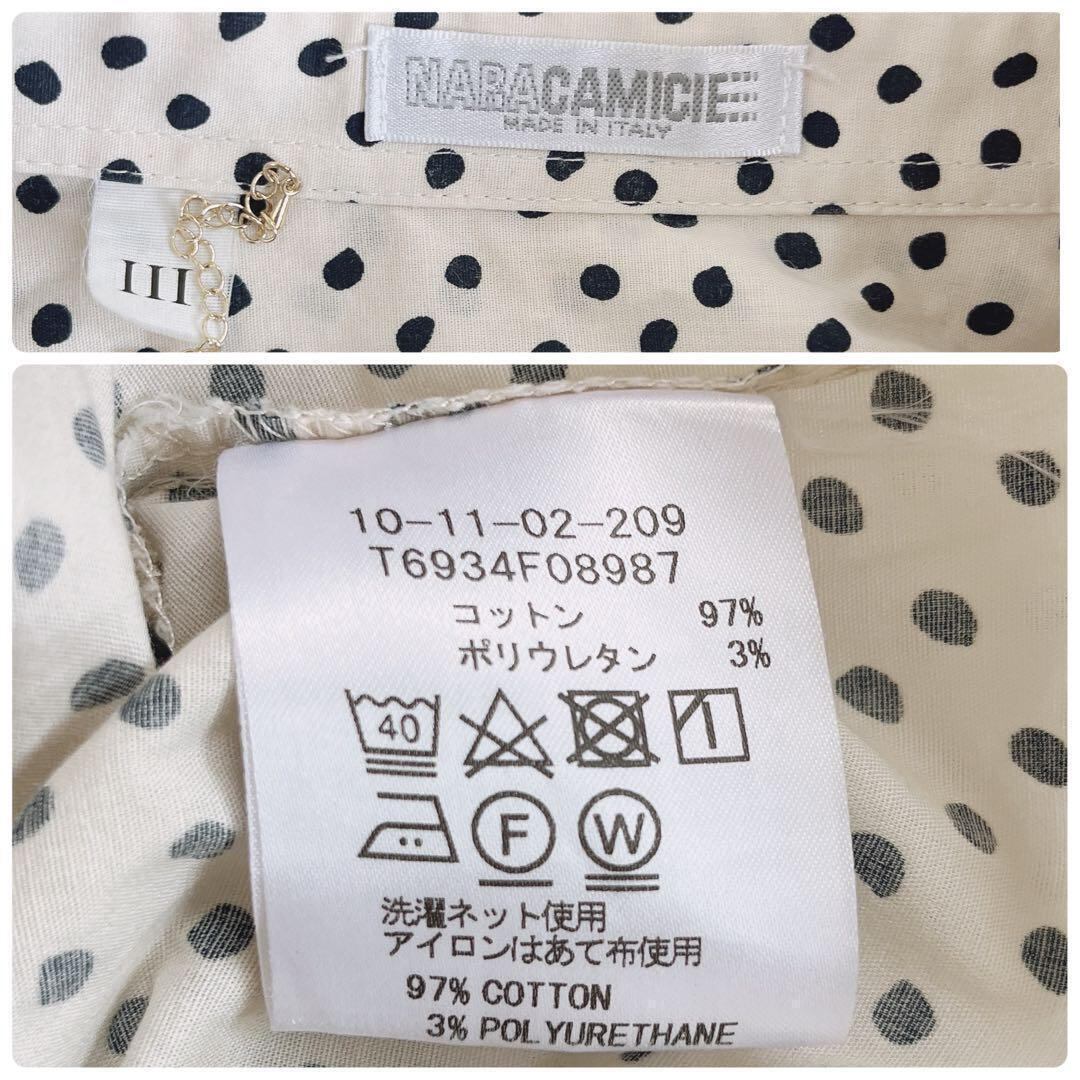 NARACAMICIE
MADE IN ITALY
III
10-11-02-209
T6934F08987
コットン 97%
ポリウレタン 3%
40
F W
洗濯ネット使用
アイロンはあて布使用
97% COTTON
3% POLYURETHANE